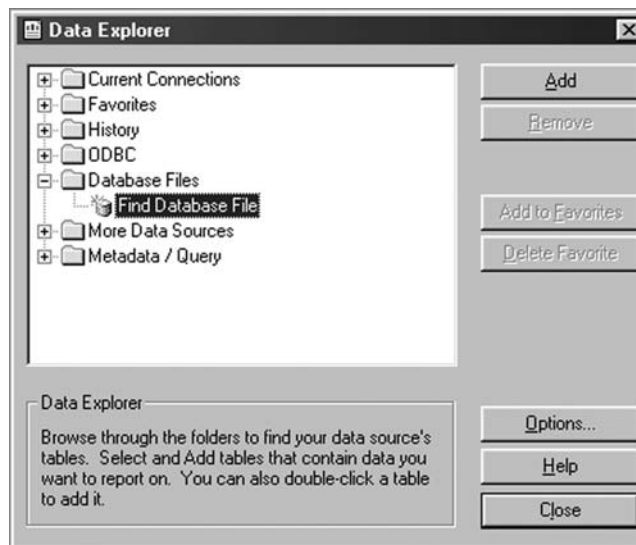 Data Explorer
Current Connections
Favorites
History
ODBC
Database Files
Find Database File
More Data Sources
Metadata / Query
Add
Remove
Add to Favorites
Delete Favorite
Data Explorer
Browse through the folders to find your data source's
tables. Select and Add tables that contain data you
want to report on. You can also double-click a table
to add it.
Options...
Help
Close